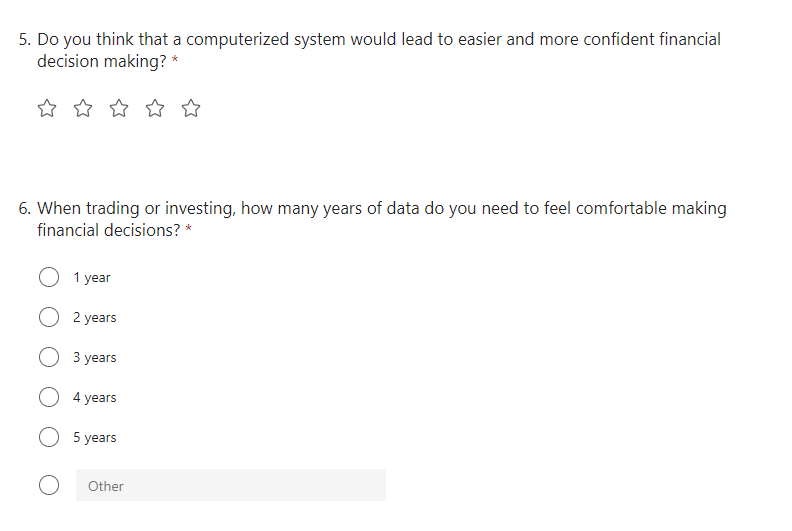 5. Do you think that a computerized system would lead to easier and more confident financial
decision making? *
6. When trading or investing, how many years of data do you need to feel comfortable making
financial decisions? *
1 year
2 years
3 years
4 years
5 years
Other